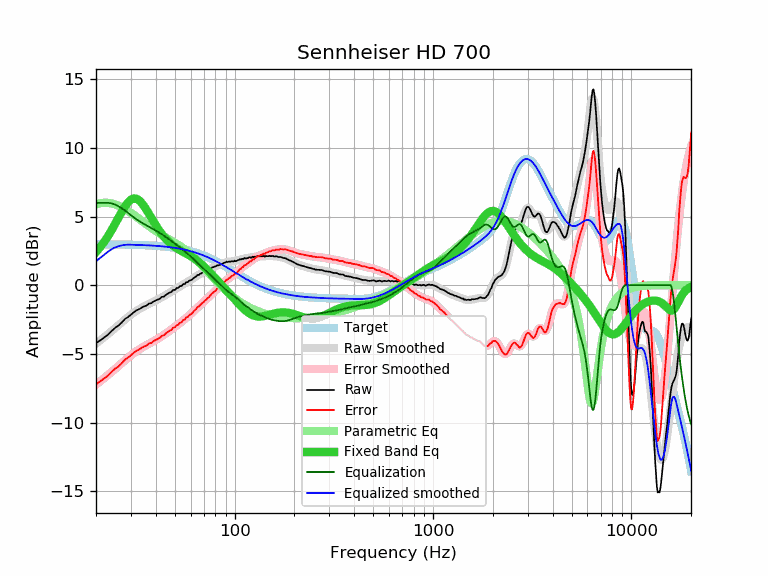 Sennheiser HD 700
Amplitude (dBr)
15
10
5
0
−5
−10
−15
Target
Raw Smoothed
Error Smoothed
Raw
Error
Parametric Eq
Fixed Band Eq
Equalization
Equalized smoothed
100
1000
10000
Frequency (Hz)